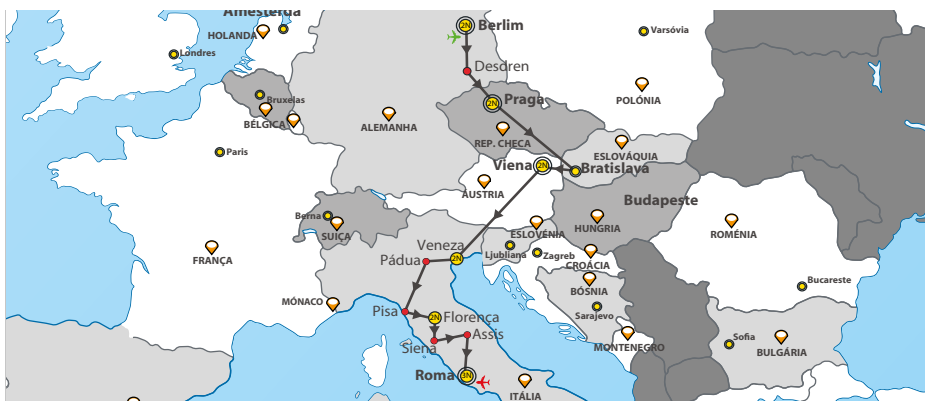 Amesterdã
HOLANDA
2N Berlim
Varsóvia
Londres
Desdren
Bruxelas
BÉLGICA
2N Praga
POLÓNIA
ALEMANHA
REP. CHECA
Paris
ESLOVÁQUIA
Viena 2N
Bratislava
ÁUSTRIA
Budapeste
Berna
SUIÇA
ESLOVÉNIA
HUNGRIA
ROMÉNIA
FRANÇA
Veneza
2N
Ljubliana
Zagreb
CROÁCIA
Pádua
BÓSNIA
Bucareste
MÓNACO
Pisa
2N Florença
Sarajevo
Siena
Assis
MONTENEGRO
Sofia
BULGÁRIA
Roma 3N
ITÁLIA